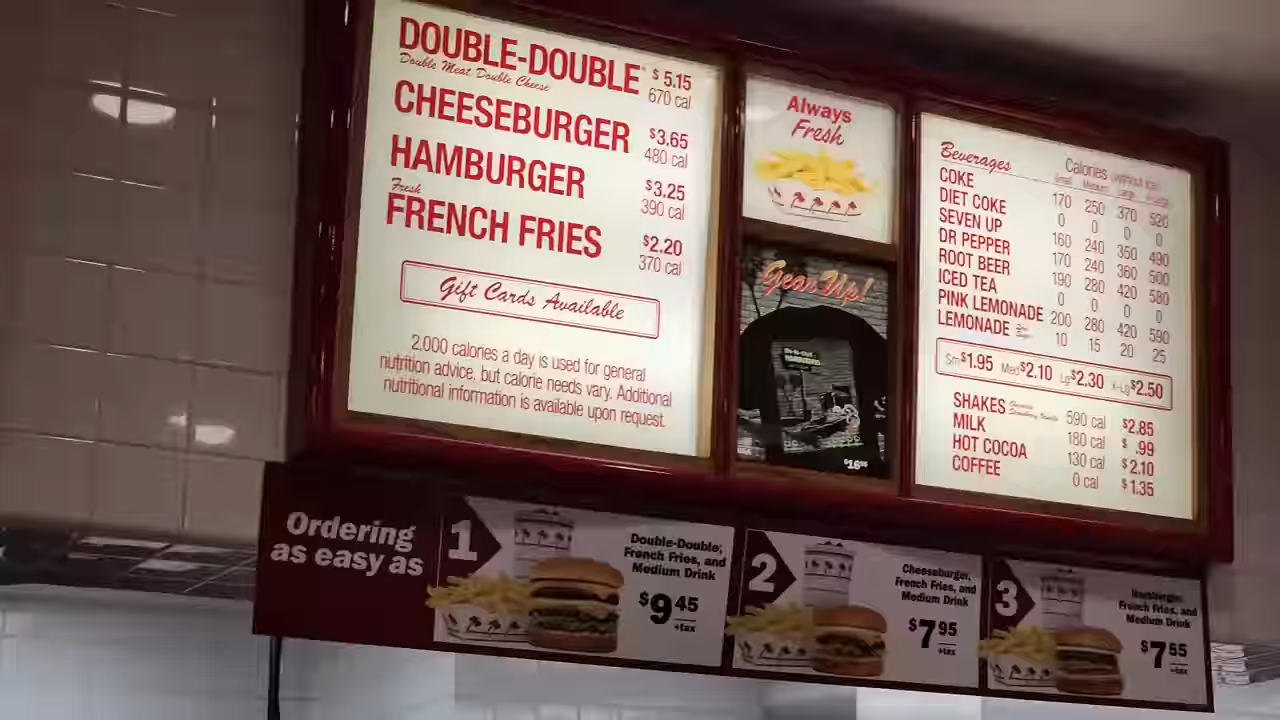 DOUBLE-DOUBLE® $5.15
Double Meat Double Cheese 670 cal
CHEESEBURGER $3.65
480 cal
HAMBURGER $3.25
390 cal
Fresh
FRENCH FRIES $2.20
370 cal
Gift Cards Available
2,000 calories a day is used for general
nutrition advice, but calorie needs vary. Additional
nutritional information is available upon request.
Always
Fresh
Gear Up!
IN-N-OUT
HAMBURGERS
$16
Beverages Calories (without ice)
Small Medium Large X-Large
COKE 170 250 370 520
DIET COKE 0 0 0 0
SEVEN UP 160 240 350 490
DR PEPPER 170 240 360 500
ROOT BEER 190 280 420 580
ICED TEA 0 0 0 0
PINK LEMONADE 200 280 420 590
LEMONADE 10 15 20 25
Sm $1.95 Med $2.10 Lg $2.30 X-Lg $2.50
SHAKES 590 cal $2.85
MILK 180 cal $ .99
HOT COCOA 130 cal $2.10
COFFEE 0 cal $1.35
Ordering
as easy as
1
Double-Double,
French Fries, and
Medium Drink
$9.45
+tax
2
Cheeseburger,
French Fries, and
Medium Drink
$7.95
+tax
3
Hamburger,
French Fries, and
Medium Drink
$7.55
+tax